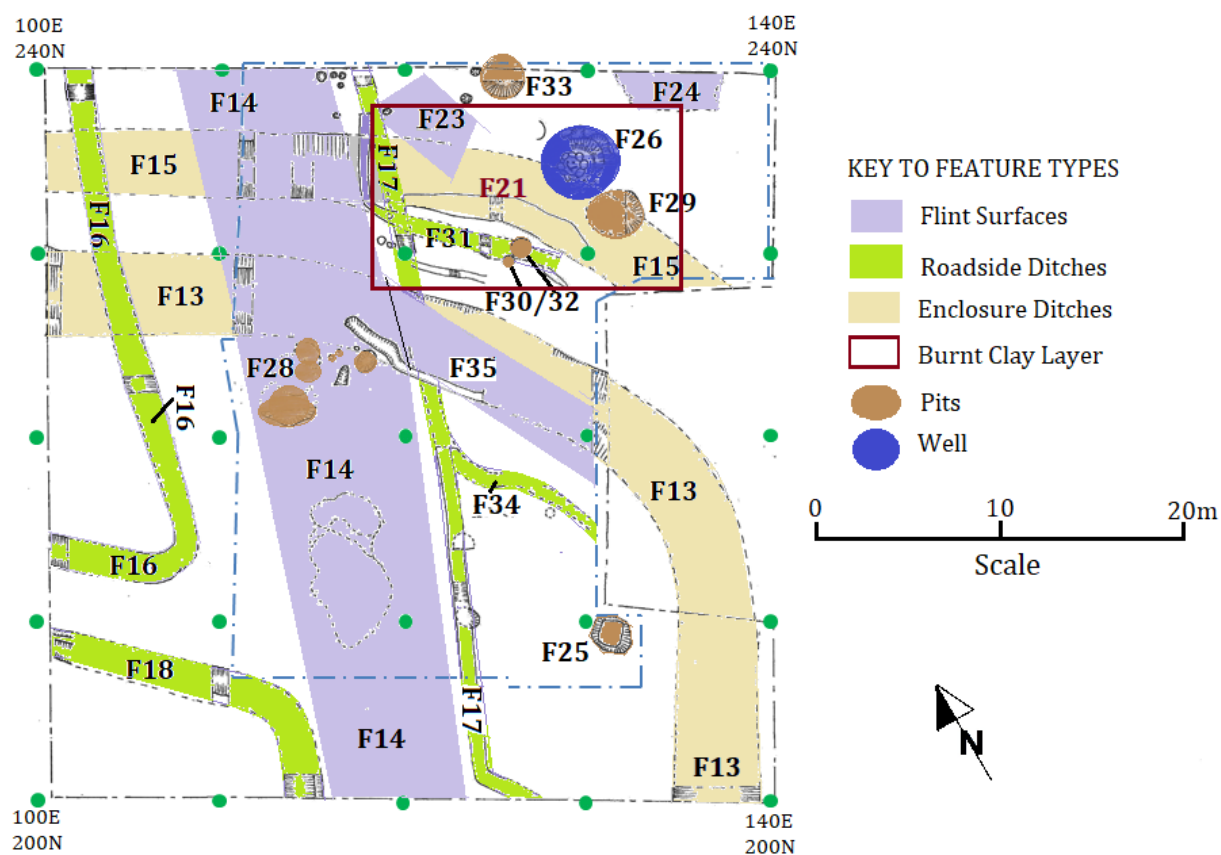 100E
240N
140E
240N
F14
F33
F24
F23
F26
F15
F17
F21
F29
F16
F31
F15
F13
F30/32
F28
F35
F16
F14
F34
F13
F16
F25
F18
F17
F14
F13
100E
200N
140E
200N
KEY TO FEATURE TYPES
Flint Surfaces
Roadside Ditches
Enclosure Ditches
Burnt Clay Layer
Pits
Well
0 10 20m
Scale
N